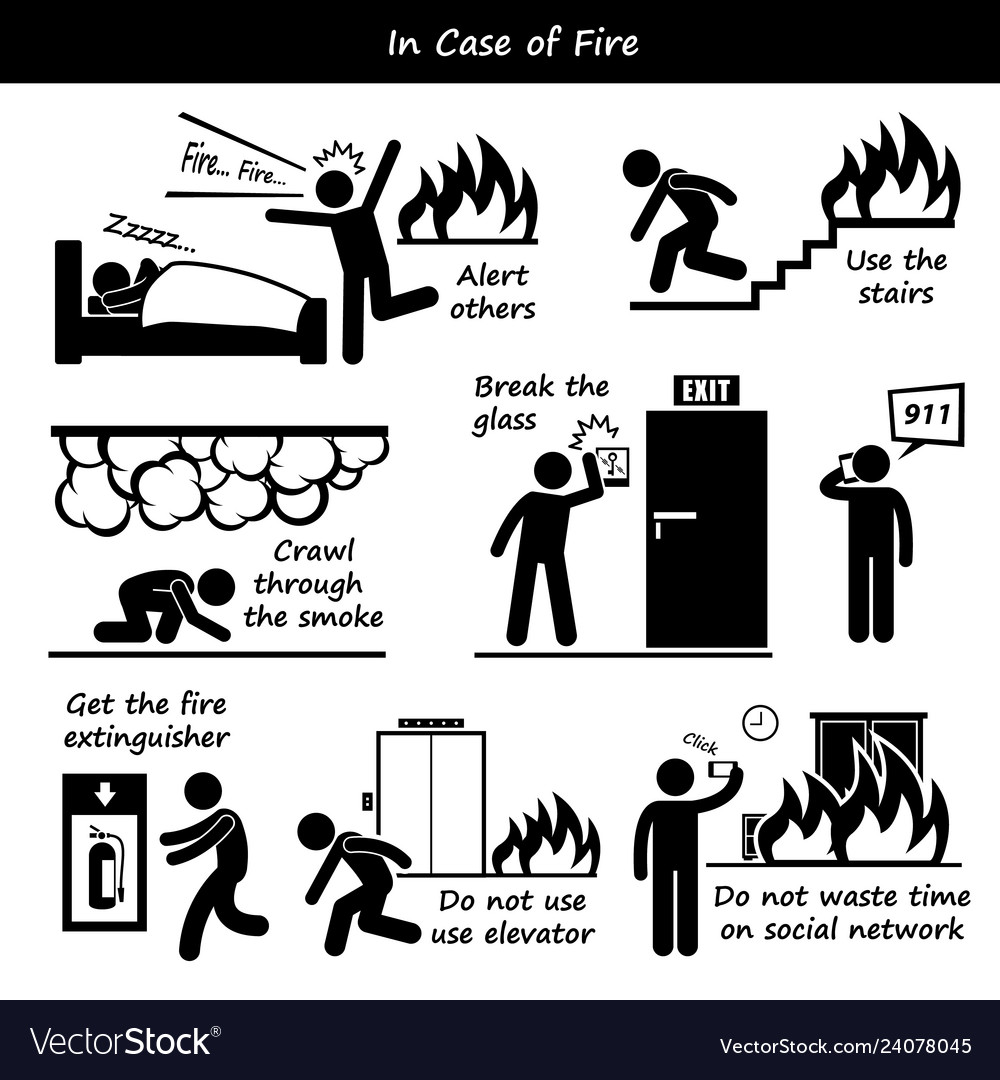 In Case of Fire
Fire... Fire...
Zzzzz...
Alert
others
Use the
stairs
Break the
glass
EXIT
911
Crawl
through
the smoke
Get the fire
extinguisher
Do not use
use elevator
Click
Do not waste time
on social network
VectorStock®
VectorStock.com/24078045